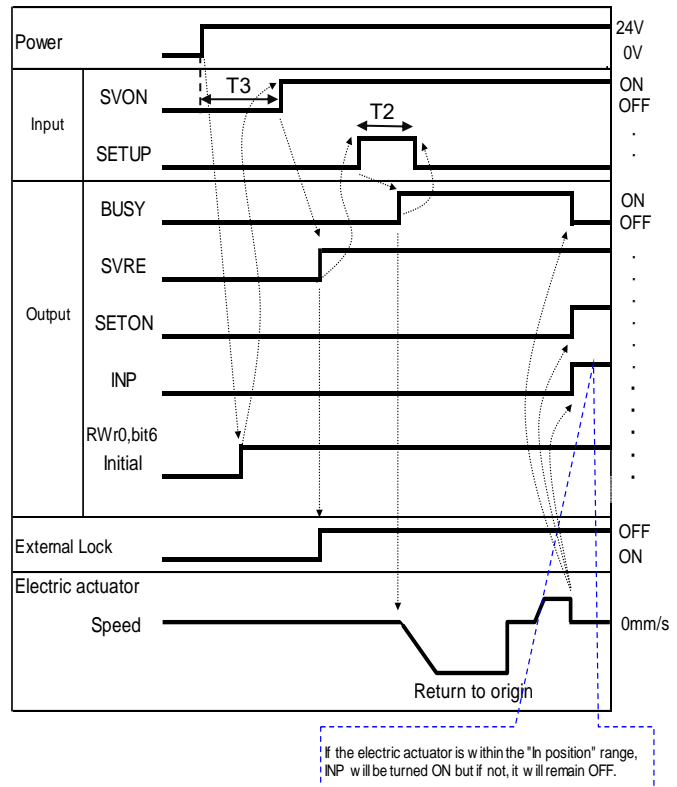 Power
24V
0V
Input
SVON
T3
ON
OFF
SETUP
T2
Output
BUSY
ON
OFF
SVRE
SETON
INP
RWr0,bit6
Initial
External Lock
OFF
ON
Electric actuator
Speed
0mm/s
Return to origin
If the electric actuator is within the "In position" range,
INP will be turned ON but if not, it will remain OFF.